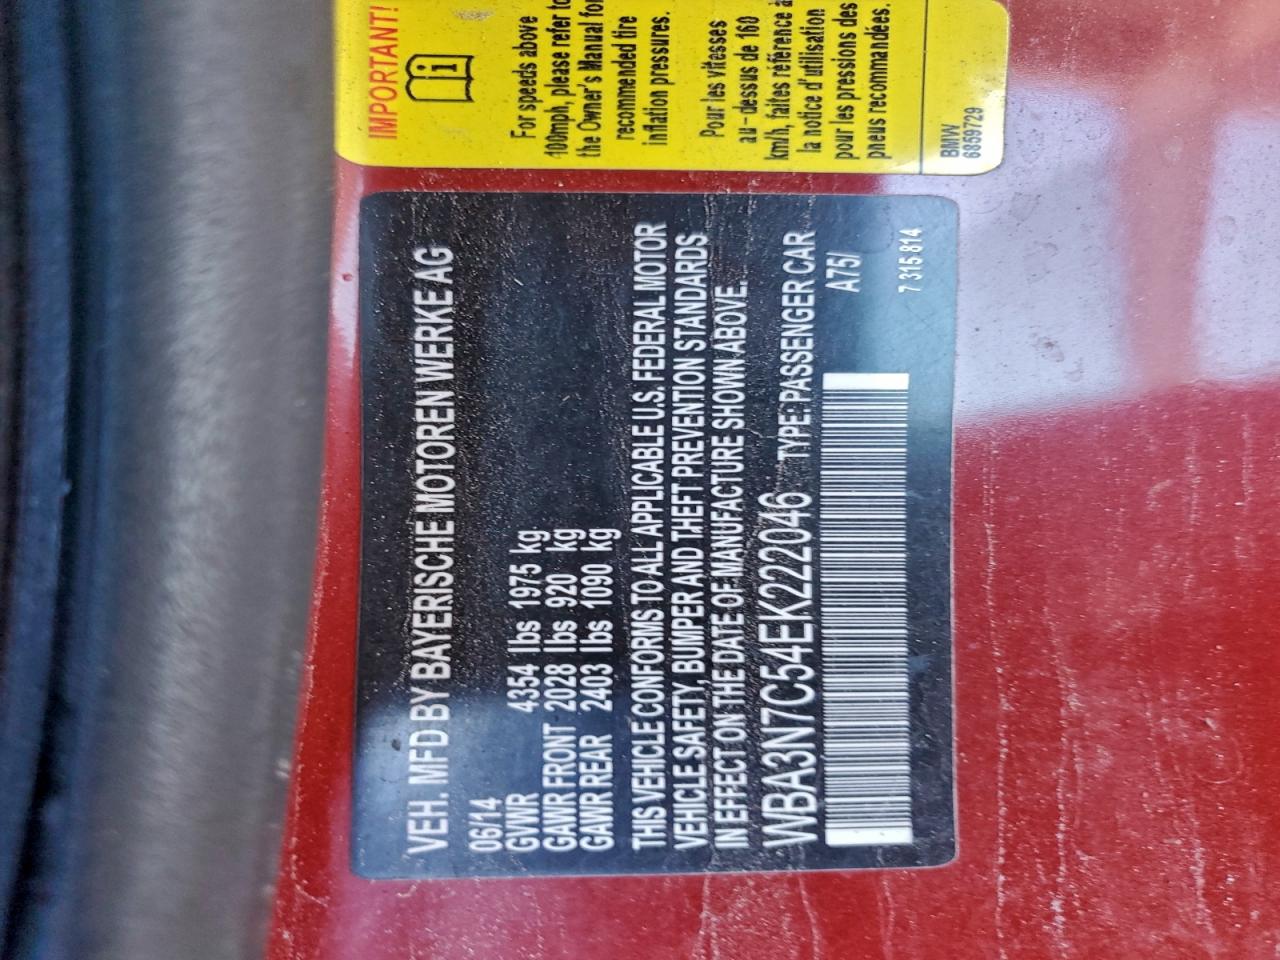 IMPORTANT!
For speeds above
100mph, please refer to
the Owner's Manual for
recommended tire
inflation pressures.
Pour les vitesses
au-dessus de 160
km/h, faites référence à
la notice d'utilisation
pour les pressions des
pneus recommandées.
BMW
6859729
VEH. MFD BY BAYERISCHE MOTOREN WERKE AG
06/14
GVWR 4354 lbs 1975 kg
GAWR FRONT 2028 lbs 920 kg
GAWR REAR 2403 lbs 1090 kg
THIS VEHICLE CONFORMS TO ALL APPLICABLE U.S. FEDERAL MOTOR
VEHICLE SAFETY, BUMPER AND THEFT PREVENTION STANDARDS
IN EFFECT ON THE DATE OF MANUFACTURE SHOWN ABOVE.
WBA3N7C54EK222046 TYPE: PASSENGER CAR
A75/
7 315 814